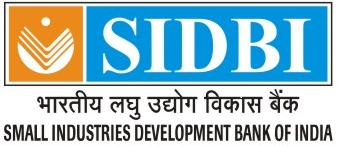 SIDBI
भारतीय लघु उद्योग विकास बैंक
SMALL INDUSTRIES DEVELOPMENT BANK OF INDIA